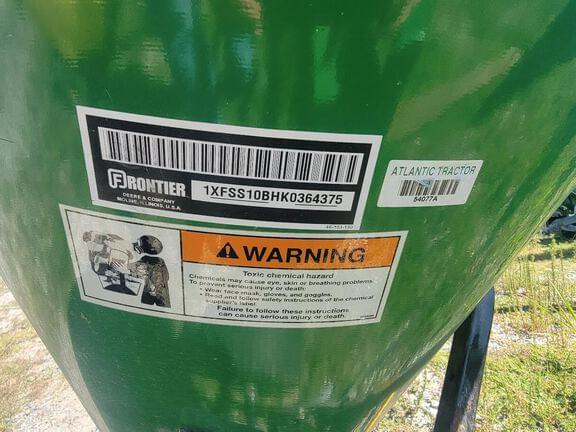 FRONTIER
DEERE & COMPANY
MOLINE, ILLINOIS, U.S.A.
1XFSS10BHK0364375
ATLANTIC TRACTOR
54077A
WARNING
Toxic chemical hazard
Chemicals may cause eye, skin or breathing problems.
To prevent serious injury or death:
• Wear face mask, gloves, and goggles.
• Read and follow safety instructions of the chemical
supplier's label.
Failure to follow these instructions
can cause serious injury or death.